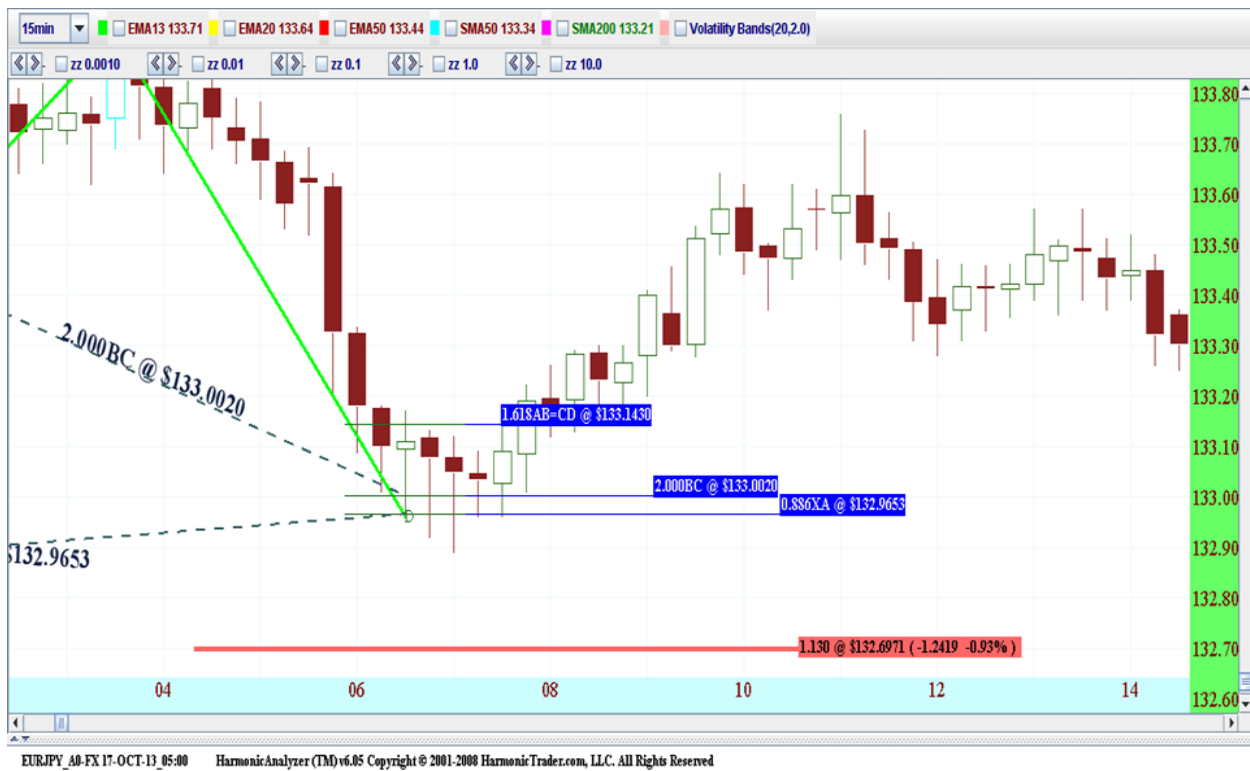 15min EMA13 133.71 EMA20 133.64 EMA50 133.44 SMA50 133.34 SMA200 133.21 Volatility Bands(20,2.0)
zz 0.0010 zz 0.01 zz 0.1 zz 1.0 zz 10.0
133.80
133.70
133.60
133.50
133.40
133.30
133.20
133.10
133.00
132.90
132.80
132.70
132.60
2.000BC @ $133.0020
1.618AB=CD @ $133.1430
2.000BC @ $133.0020
0.886XA @ $132.9653
$132.9653
1.130 @ $132.6971 ( -1.2419 -0.93% )
04 06 08 10 12 14
EURJPY_A0-FX 17-OCT-13_05:00 HarmonicAnalyzer (TM) v6.05 Copyright © 2001-2008 HarmonicTrader.com, LLC. All Rights Reserved